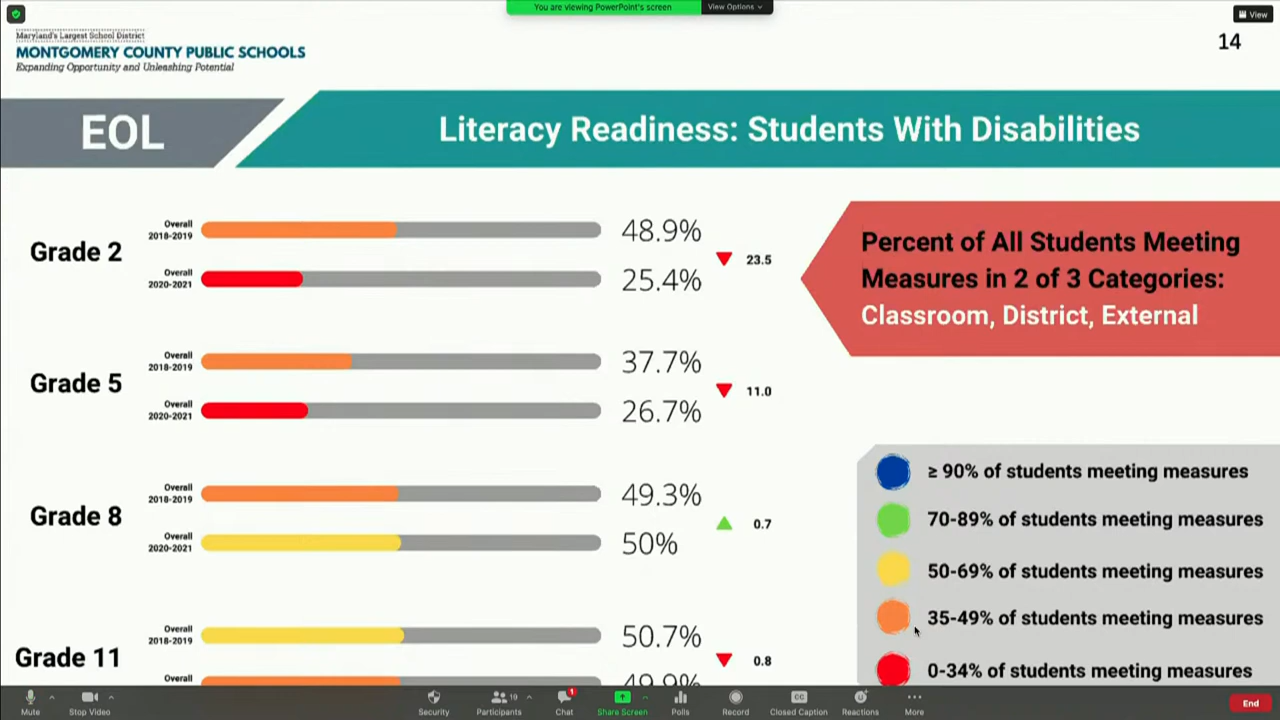 You are viewing PowerPoint's screen
View Options
View
Maryland's Largest School District
MONTGOMERY COUNTY PUBLIC SCHOOLS
Expanding Opportunity and Unleashing Potential
14
EOL
Literacy Readiness: Students With Disabilities
Grade 2
Overall
2018-2019
48.9%
Overall
2020-2021
25.4%
23.5
Grade 5
Overall
2018-2019
37.7%
Overall
2020-2021
26.7%
11.0
Grade 8
Overall
2018-2019
49.3%
Overall
2020-2021
50%
0.7
Grade 11
Overall
2018-2019
50.7%
Overall
49.9%
0.8
Percent of All Students Meeting
Measures in 2 of 3 Categories:
Classroom, District, External
≥ 90% of students meeting measures
70-89% of students meeting measures
50-69% of students meeting measures
35-49% of students meeting measures
0-34% of students meeting measures
Mute
Stop Video
Security
Participants
19
Chat
1
Share Screen
Polls
Record
Closed Caption
Reactions
More
End